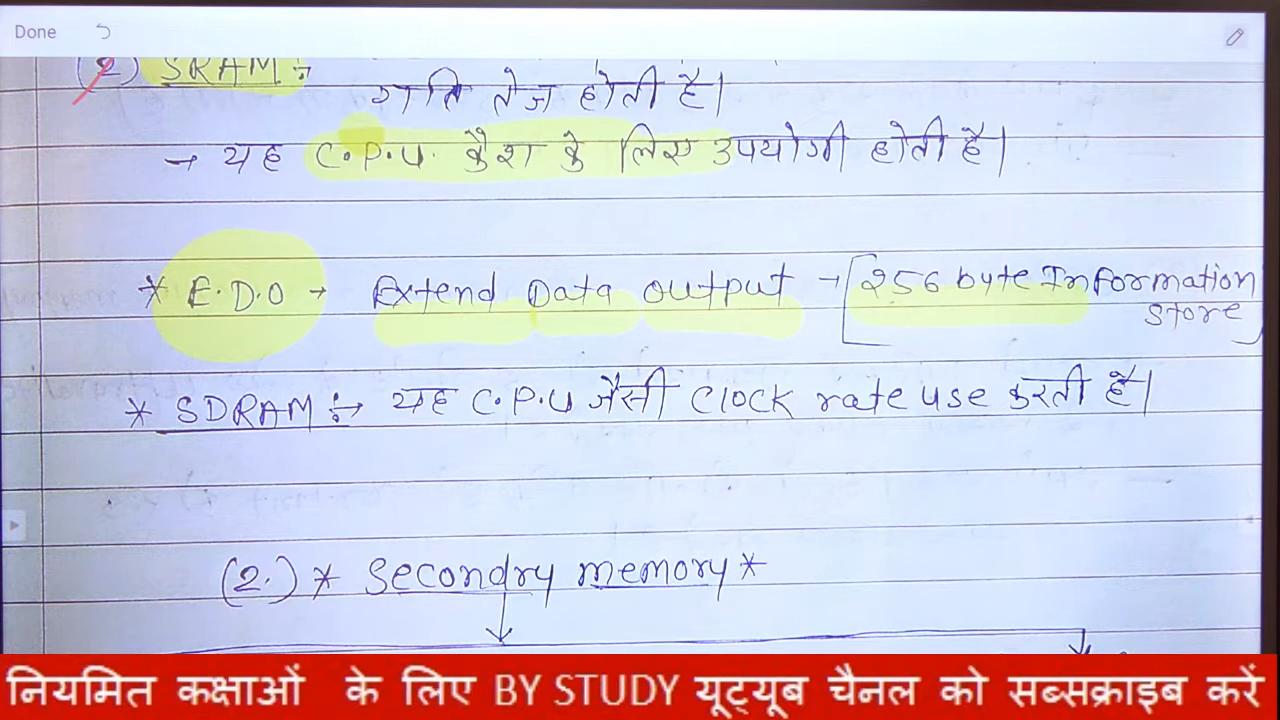 Done
(2) SRAM :-
गति तेज होती है।
→ यह C.P.U. कैश के लिए उपयोगी होती है।
* E.D.O → Extend Data output → [256 byte Information
store]
* SDRAM :→ यह C.P.U जैसी Clock rate use करती है।
(2.) * Secondry memory *
नियमित कक्षाओं के लिए BY STUDY यूट्यूब चैनल को सब्सक्राइब करें